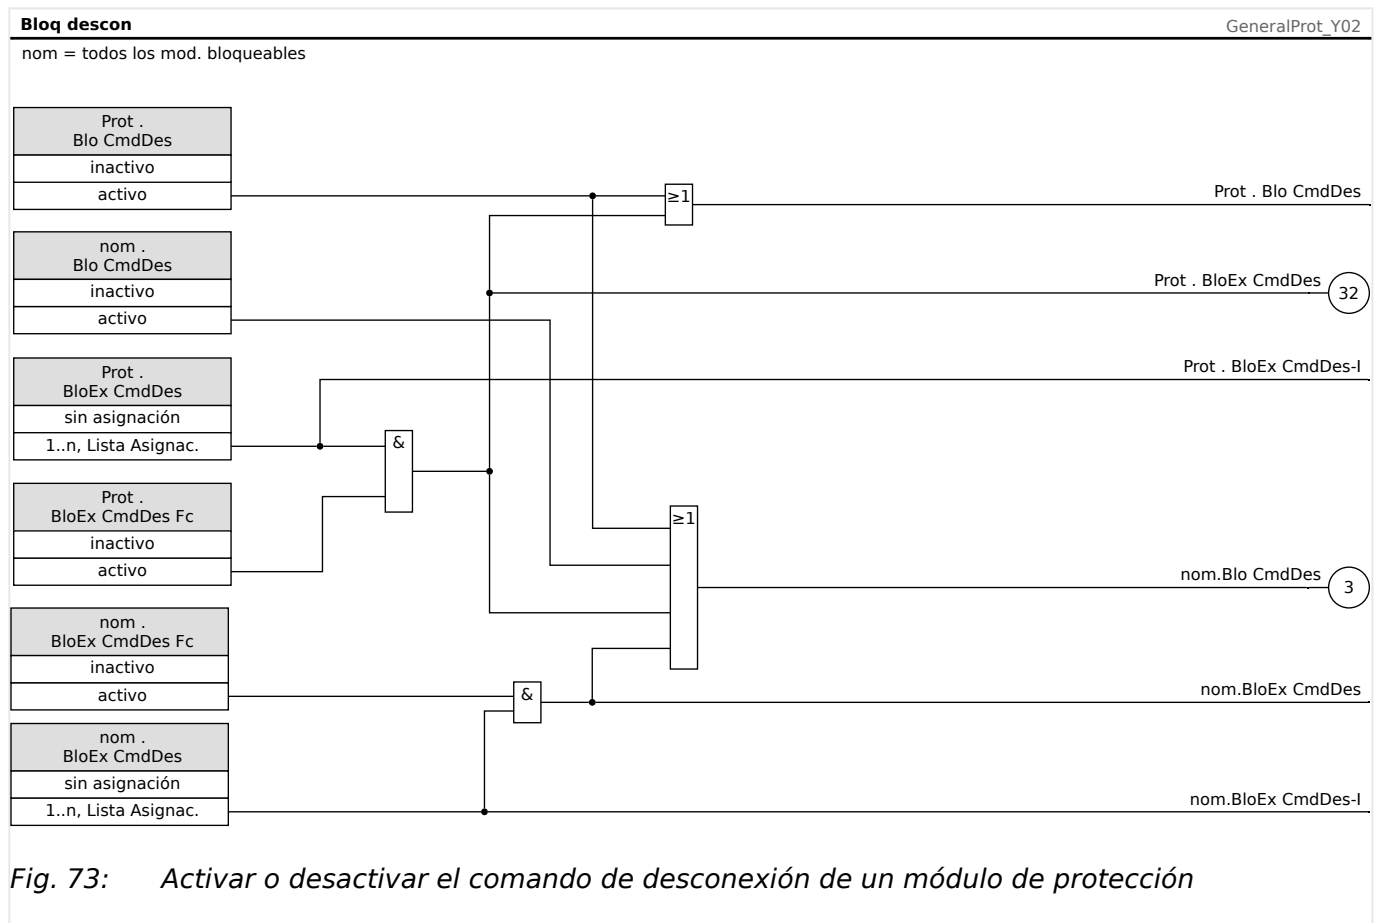 Bloq descon
GeneralProt_Y02
nom = todos los mod. bloqueables
Prot .
Blo CmdDes
inactivo
activo
≥1
Prot . Blo CmdDes
nom .
Blo CmdDes
inactivo
activo
Prot . BloEx CmdDes
32
Prot .
BloEx CmdDes
sin asignación
1..n, Lista Asignac.
&
Prot . BloEx CmdDes-I
Prot .
BloEx CmdDes Fc
inactivo
activo
≥1
nom.Blo CmdDes
3
nom .
BloEx CmdDes Fc
inactivo
activo
&
nom.BloEx CmdDes
nom .
BloEx CmdDes
sin asignación
1..n, Lista Asignac.
nom.BloEx CmdDes-I
Fig. 73: Activar o desactivar el comando de desconexión de un módulo de protección